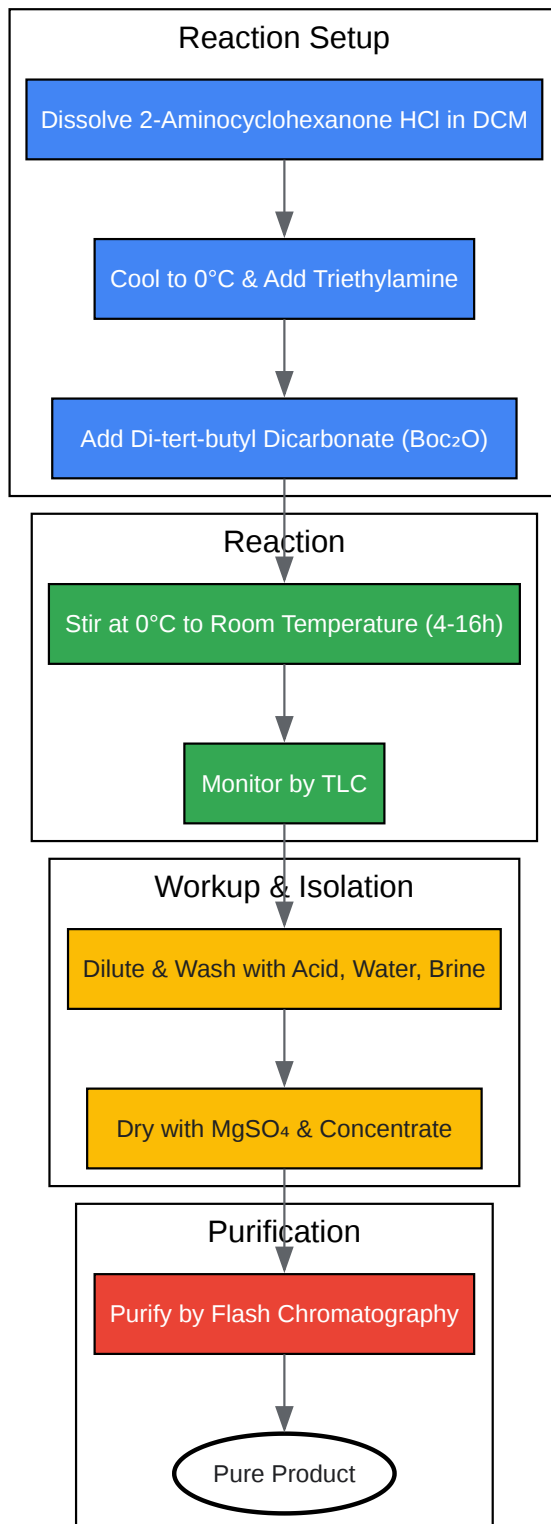 Reaction Setup
Dissolve 2-Aminocyclohexanone HCl in DCM
Cool to 0°C & Add Triethylamine
Add Di-tert-butyl Dicarbonate (Boc₂O)
Reaction
Stir at 0°C to Room Temperature (4-16h)
Monitor by TLC
Workup & Isolation
Dilute & Wash with Acid, Water, Brine
Dry with MgSO₄ & Concentrate
Purification
Purify by Flash Chromatography
Pure Product